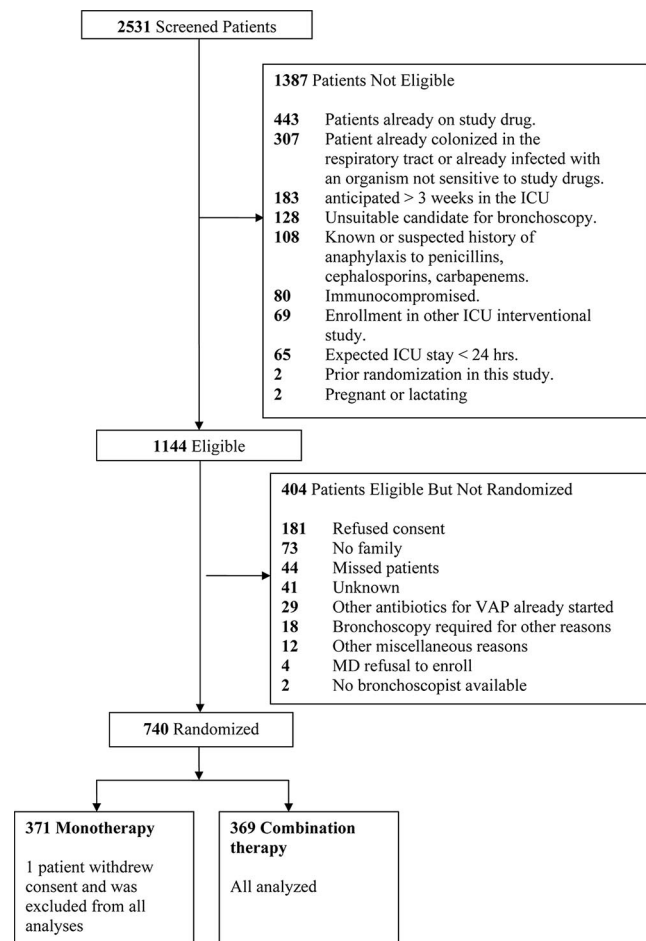 2531 Screened Patients
1387 Patients Not Eligible
443 Patients already on study drug.
307 Patient already colonized in the
respiratory tract or already infected with
an organism not sensitive to study drugs.
183 anticipated > 3 weeks in the ICU
128 Unsuitable candidate for bronchoscopy.
108 Known or suspected history of
anaphylaxis to penicillins,
cephalosporins, carbapenems.
80 Immunocompromised.
69 Enrollment in other ICU interventional
study.
65 Expected ICU stay < 24 hrs.
2 Prior randomization in this study.
2 Pregnant or lactating
1144 Eligible
404 Patients Eligible But Not Randomized
181 Refused consent
73 No family
44 Missed patients
41 Unknown
29 Other antibiotics for VAP already started
18 Bronchoscopy required for other reasons
12 Other miscellaneous reasons
4 MD refusal to enroll
2 No bronchoscopist available
740 Randomized
371 Monotherapy
1 patient withdrew
consent and was
excluded from all
analyses
369 Combination
therapy
All analyzed